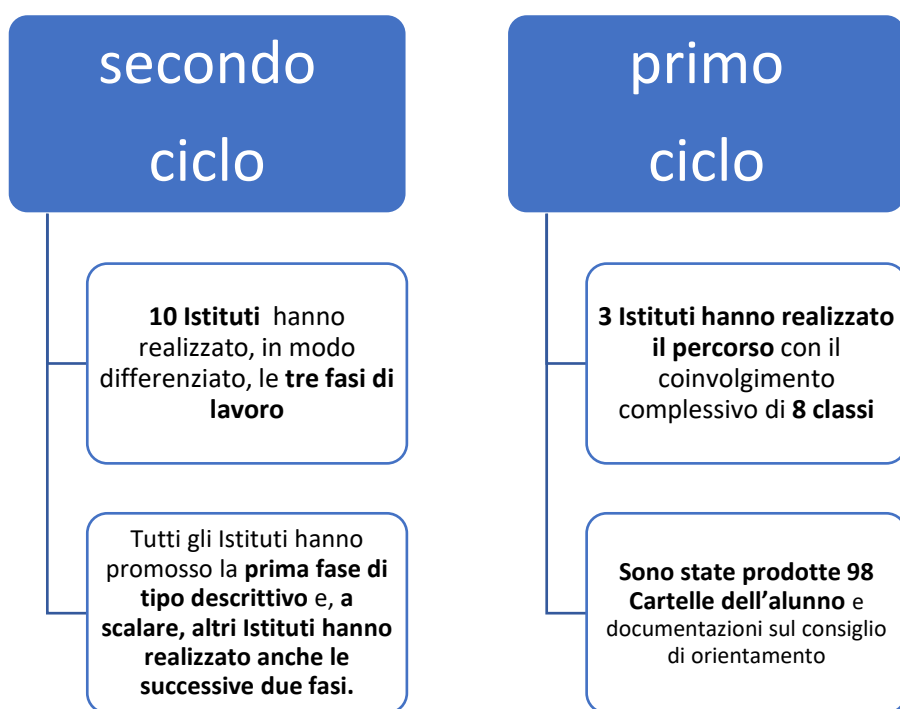 secondo
ciclo
10 Istituti hanno
realizzato, in modo
differenziato, le tre fasi di
lavoro
Tutti gli Istituti hanno
promosso la prima fase di
tipo descrittivo e, a
scalare, altri Istituti hanno
realizzato anche le
successive due fasi.
primo
ciclo
3 Istituti hanno realizzato
il percorso con il
coinvolgimento
complessivo di 8 classi
Sono state prodotte 98
Cartelle dell’alunno e
documentazioni sul consiglio
di orientamento